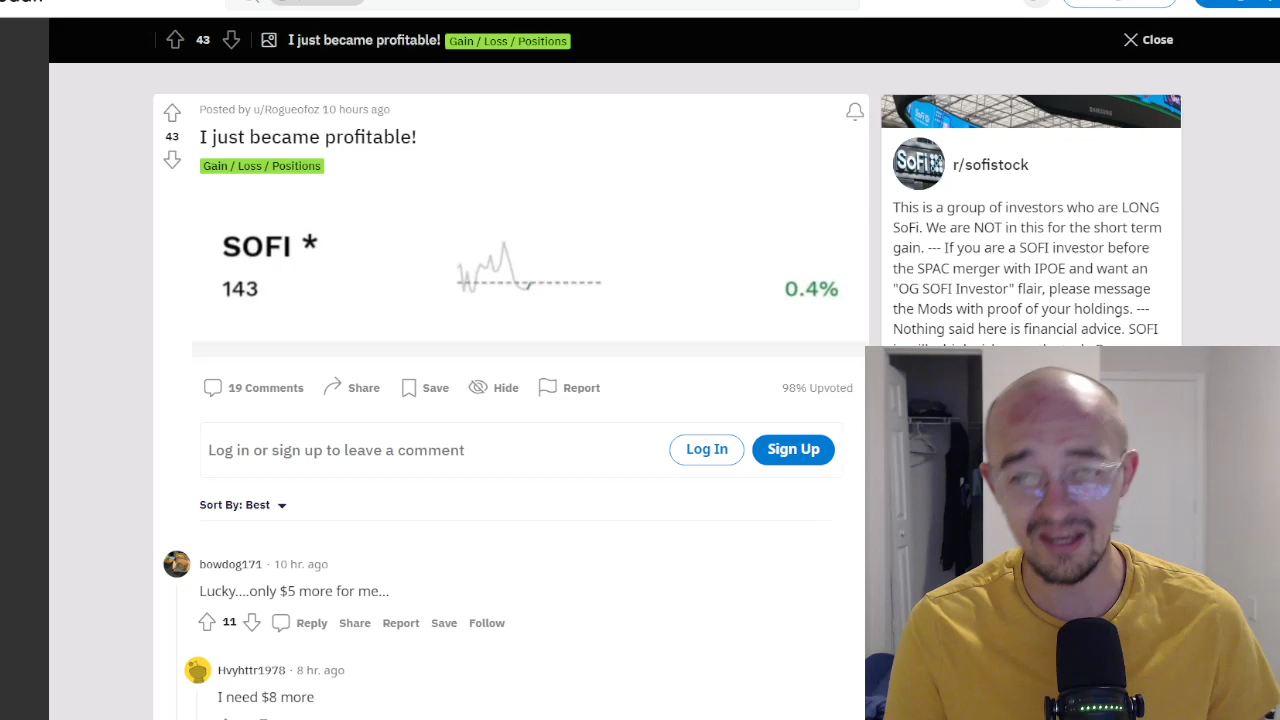 43 I just became profitable! Gain / Loss / Positions Close
Posted by u/Rogueofoz 10 hours ago
43
I just became profitable!
Gain / Loss / Positions
SOFI *
143
0.4%
19 Comments Share Save Hide Report 98% Upvoted
Log in or sign up to leave a comment Log In Sign Up
Sort By: Best
bowdog171 · 10 hr. ago
Lucky....only $5 more for me...
11 Reply Share Report Save Follow
Hvyhttr1978 · 8 hr. ago
I need $8 more
SAMSUNG
SoFi
r/sofistock
This is a group of investors who are LONG
SoFi. We are NOT in this for the short term
gain. --- If you are a SOFI investor before
the SPAC merger with IPOE and want an
"OG SOFI Investor" flair, please message
the Mods with proof of your holdings. ---
Nothing said here is financial advice. SOFI